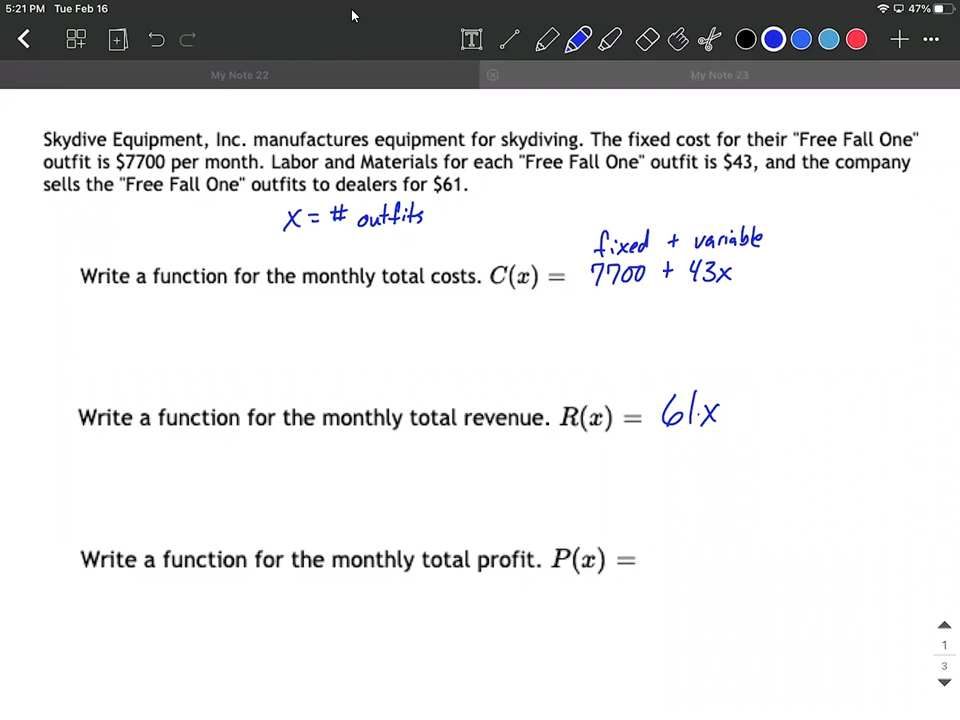 5:21 PM Tue Feb 16
47%
My Note 22
My Note 23
Skydive Equipment, Inc. manufactures equipment for skydiving. The fixed cost for their "Free Fall One"
outfit is $7700 per month. Labor and Materials for each "Free Fall One" outfit is $43, and the company
sells the "Free Fall One" outfits to dealers for $61.
x = # outfits
fixed + variable
Write a function for the monthly total costs. C(x) = 7700 + 43x
Write a function for the monthly total revenue. R(x) = 61·x
Write a function for the monthly total profit. P(x) =
1
3